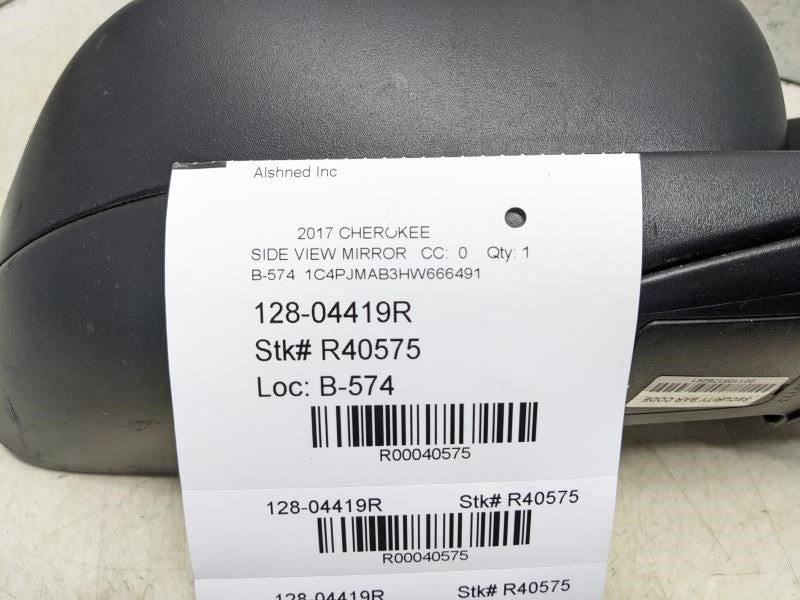 Alshned Inc
2017 CHEROKEE
SIDE VIEW MIRROR CC: 0 Qty: 1
B-574 1C4PJMAB3HW666491
128-04419R
Stk# R40575
Loc: B-574
R00040575
128-04419R Stk# R40575
R00040575
128-04419R Stk# R40575
SECURITY BAR CODE